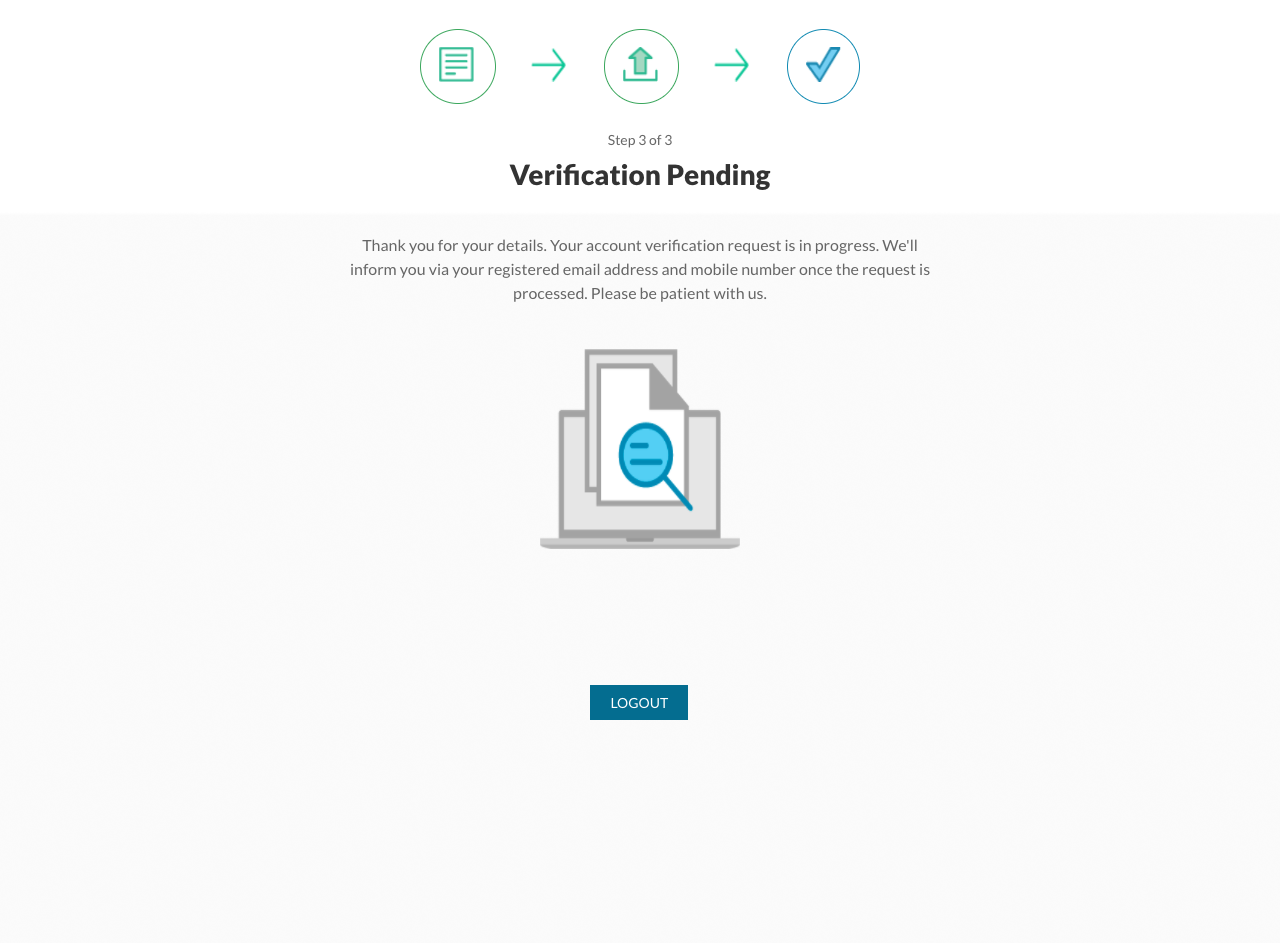 Step 3 of 3
Verification Pending
Thank you for your details. Your account verification request is in progress. We'll
inform you via your registered email address and mobile number once the request is
processed. Please be patient with us.
LOGOUT